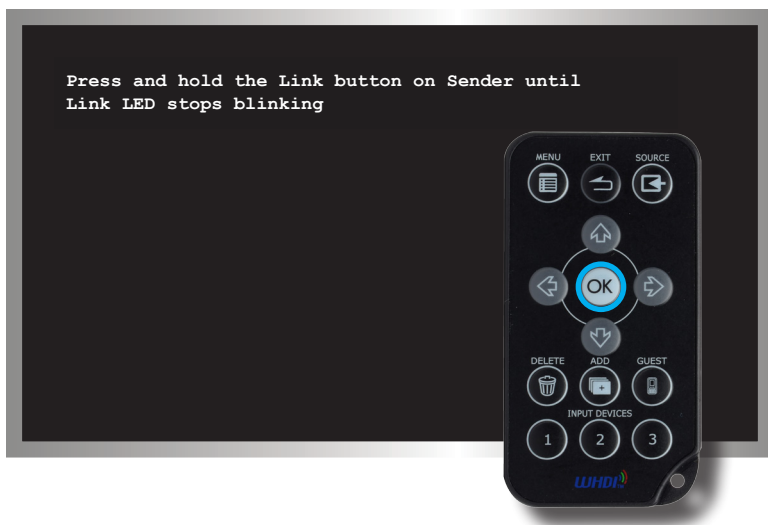 Press and hold the Link button on Sender until
Link LED stops blinking
MENU EXIT SOURCE
OK
DELETE ADD GUEST
INPUT DEVICES
1 2 3
WHDI™